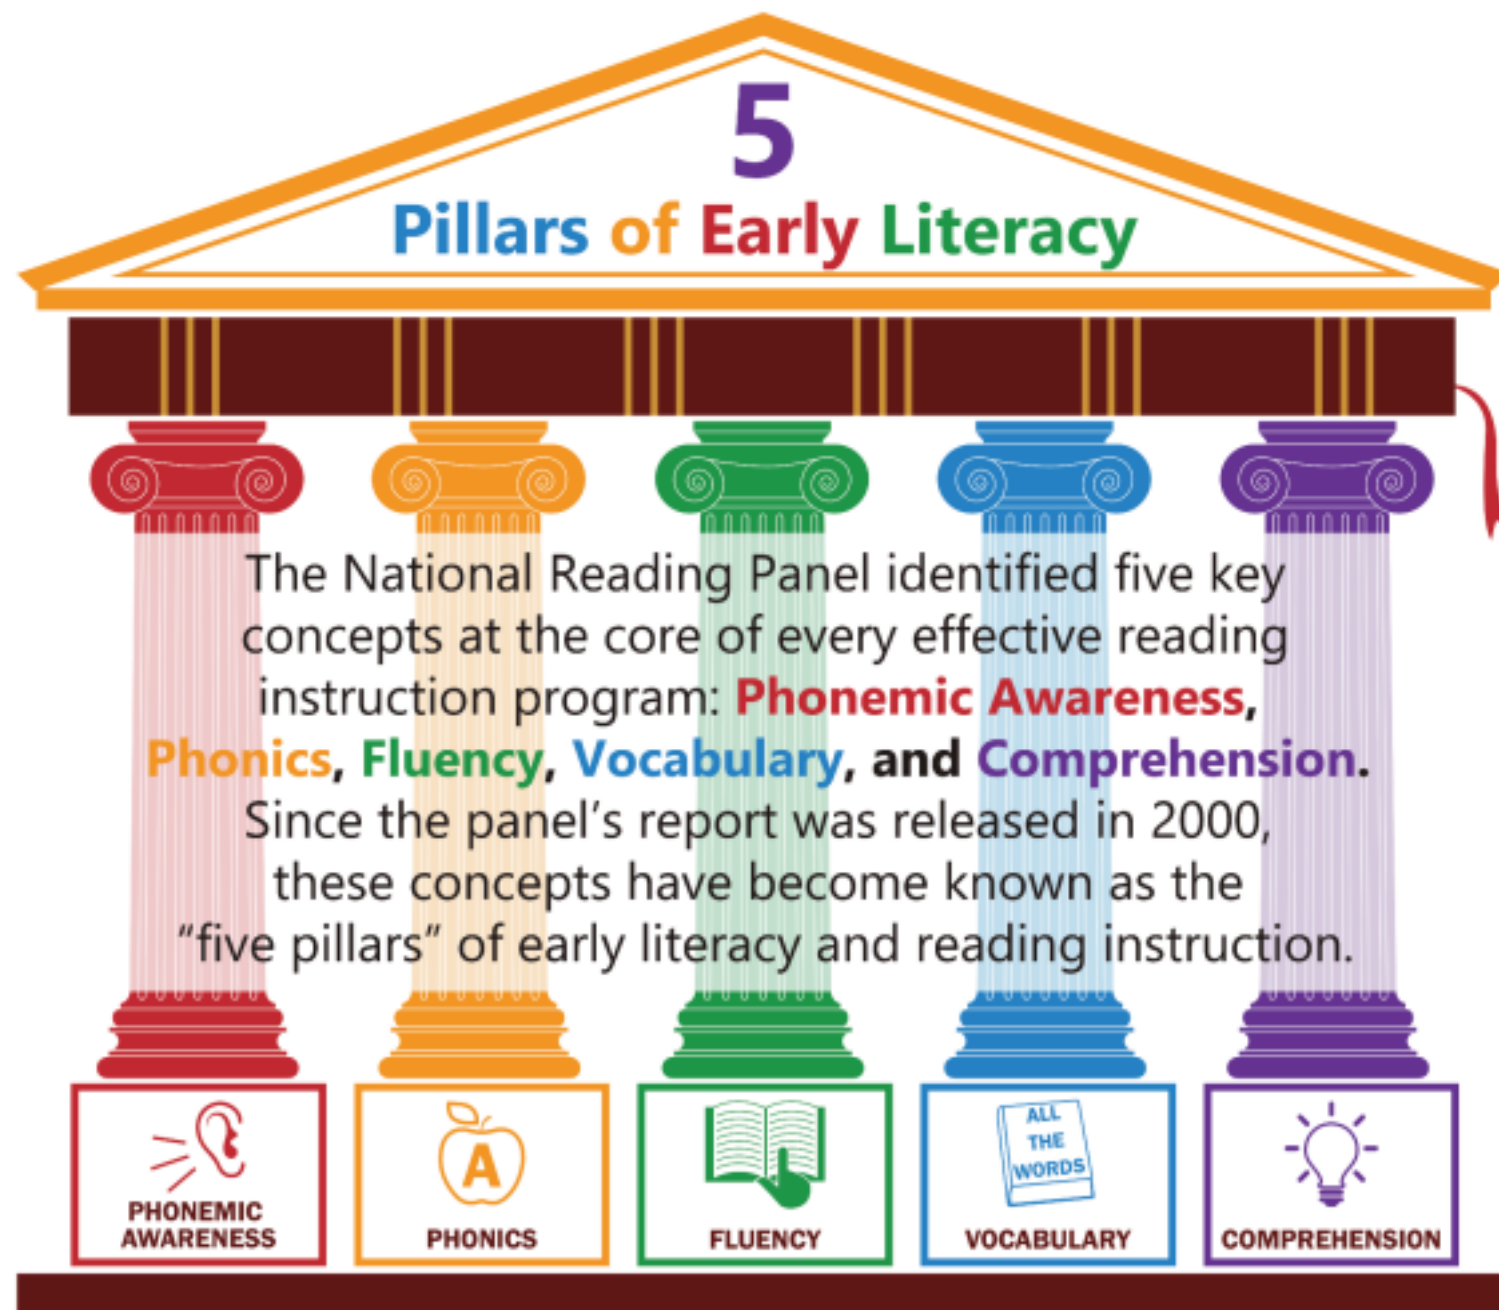 5
Pillars of Early Literacy
The National Reading Panel identified five key
concepts at the core of every effective reading
instruction program: Phonemic Awareness,
Phonics, Fluency, Vocabulary, and Comprehension.
Since the panel’s report was released in 2000,
these concepts have become known as the
“five pillars” of early literacy and reading instruction.
PHONEMIC
AWARENESS
A
PHONICS
FLUENCY
ALL
THE
WORDS
VOCABULARY
COMPREHENSION